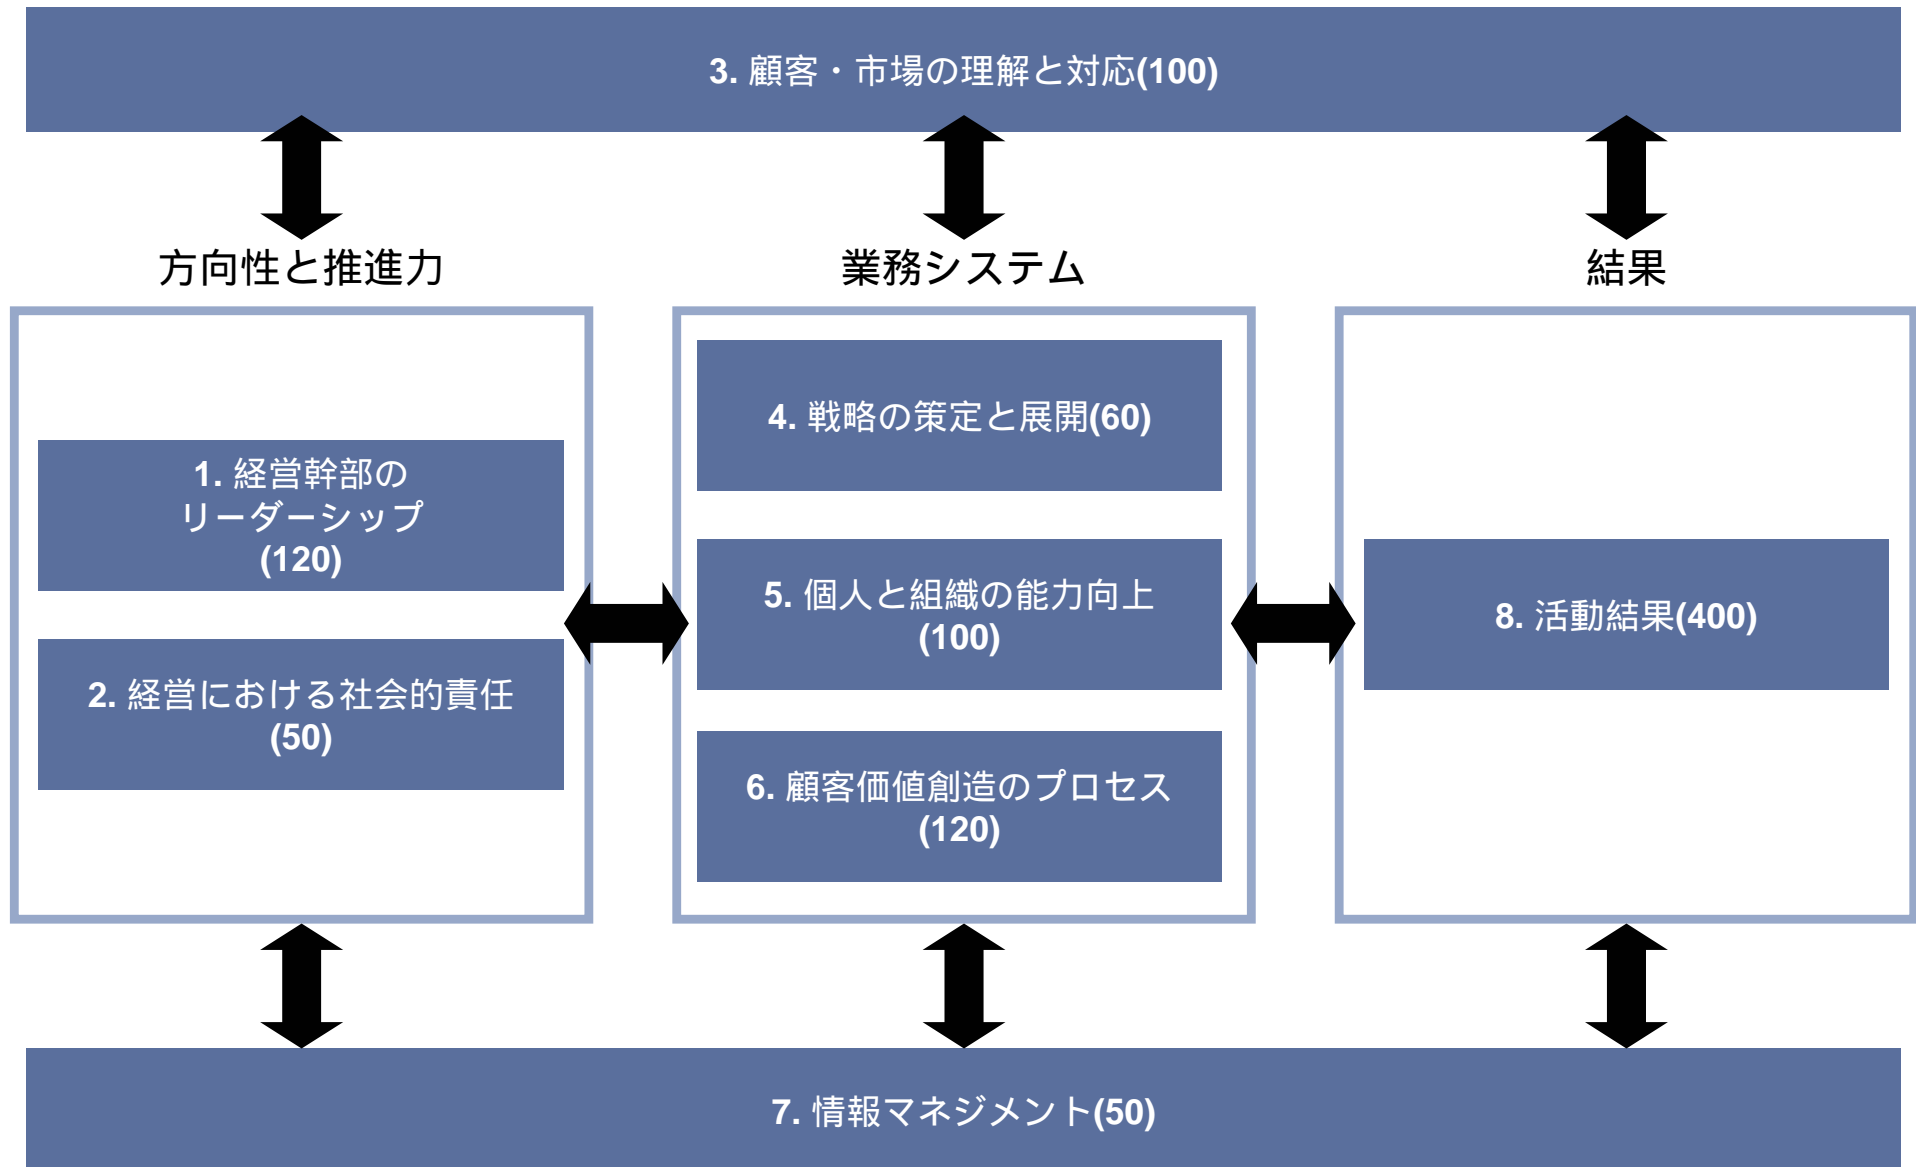 3. 顧客・市場の理解と対応(100)
方向性と推進力
業務システム
結果
1. 経営幹部の
リーダーシップ
(120)
2. 経営における社会的責任
(50)
4. 戦略の策定と展開(60)
5. 個人と組織の能力向上
(100)
6. 顧客価値創造のプロセス
(120)
8. 活動結果(400)
7. 情報マネジメント(50)